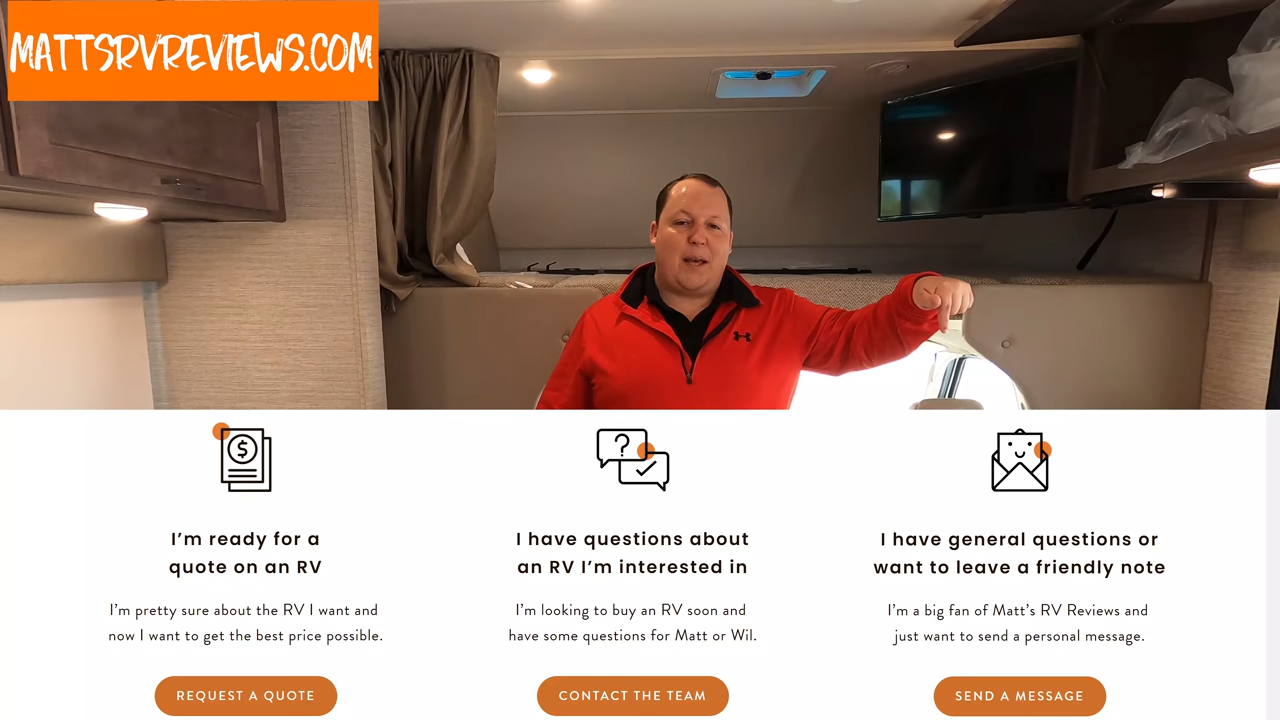 MATTSRVREVIEWS.COM
I'm ready for a
quote on an RV
I'm pretty sure about the RV I want and
now I want to get the best price possible.
REQUEST A QUOTE
I have questions about
an RV I'm interested in
I'm looking to buy an RV soon and
have some questions for Matt or Wil.
CONTACT THE TEAM
I have general questions or
want to leave a friendly note
I'm a big fan of Matt's RV Reviews and
just want to send a personal message.
SEND A MESSAGE